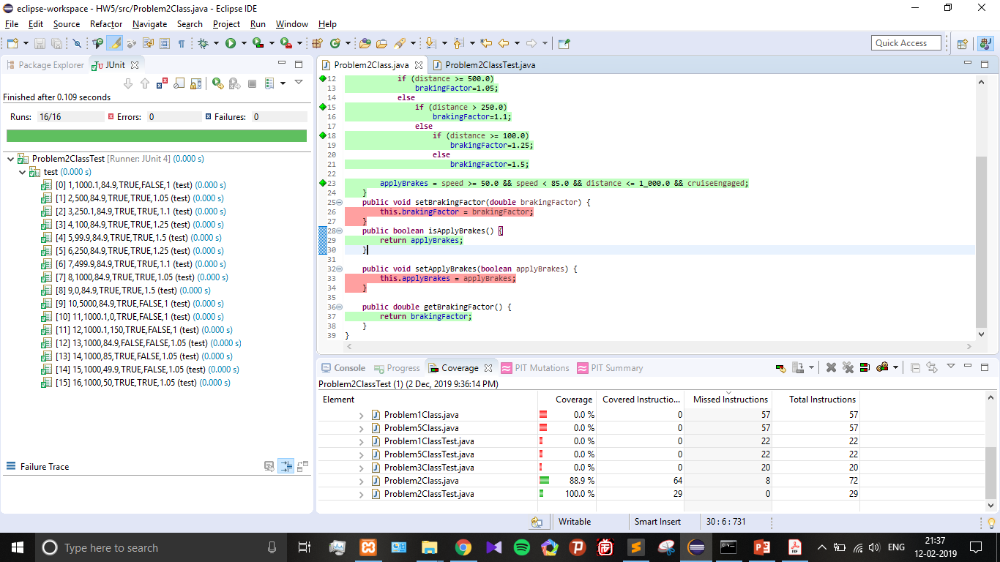 eclipse-workspace - HW5/src/Problem2Class.java - Eclipse IDE
File Edit Source Refactor Navigate Search Project Run Window Help
Quick Access
Package Explorer JUnit
Finished after 0.109 seconds
Runs: 16/16 Errors: 0 Failures: 0
Problem2ClassTest [Runner: JUnit 4] (0.000 s)
test (0.000 s)
[0] 1,1000.1,84.9,TRUE,FALSE,1 (test) (0.000 s)
[1] 2,500,84.9,TRUE,TRUE,1.05 (test) (0.000 s)
[2] 3,250.1,84.9,TRUE,TRUE,1.1 (test) (0.000 s)
[3] 4,100,84.9,TRUE,TRUE,1.25 (test) (0.000 s)
[4] 5,99.9,84.9,TRUE,TRUE,1.5 (test) (0.000 s)
[5] 6,250,84.9,TRUE,TRUE,1.25 (test) (0.000 s)
[6] 7,499.9,84.9,TRUE,TRUE,1.1 (test) (0.000 s)
[7] 8,1000,84.9,TRUE,TRUE,1.05 (test) (0.000 s)
[8] 9,0,84.9,TRUE,TRUE,1.5 (test) (0.000 s)
[9] 10,5000,84.9,TRUE,FALSE,1 (test) (0.000 s)
[10] 11,1000.1,0,TRUE,FALSE,1 (test) (0.000 s)
[11] 12,1000.1,150,TRUE,FALSE,1 (test) (0.000 s)
[12] 13,1000,84.9,FALSE,FALSE,1.05 (test) (0.000 s)
[13] 14,1000,85,TRUE,FALSE,1.05 (test) (0.000 s)
[14] 15,1000,49.9,TRUE,FALSE,1.05 (test) (0.000 s)
[15] 16,1000,50,TRUE,TRUE,1.05 (test) (0.000 s)
Failure Trace
Problem2Class.java Problem2ClassTest.java
12 if (distance >= 500.0)
13 brakingFactor=1.05;
14 else
15 if (distance > 250.0)
16 brakingFactor=1.1;
17 else
18 if (distance >= 100.0)
19 brakingFactor=1.25;
20 else
21 brakingFactor=1.5;
22
23 applyBrakes = speed >= 50.0 && speed < 85.0 && distance <= 1_000.0 && cruiseEngaged;
24 }
25 public void setBrakingFactor(double brakingFactor) {
26 this.brakingFactor = brakingFactor;
27 }
28 public boolean isApplyBrakes() {
29 return applyBrakes;
30 }
31
32 public void setApplyBrakes(boolean applyBrakes) {
33 this.applyBrakes = applyBrakes;
34 }
35
36 public double getBrakingFactor() {
37 return brakingFactor;
38 }
39 }
Console Progress Coverage PIT Mutations PIT Summary
Problem2ClassTest (1) (2 Dec, 2019 9:36:14 PM)
Element Coverage Covered Instructio... Missed Instructions Total Instructions
Problem1Class.java 0.0 % 0 57 57
Problem5Class.java 0.0 % 0 57 57
Problem1ClassTest.java 0.0 % 0 22 22
Problem5ClassTest.java 0.0 % 0 22 22
Problem3ClassTest.java 0.0 % 0 20 20
Problem2Class.java 88.9 % 64 8 72
Problem2ClassTest.java 100.0 % 29 0 29
Writable Smart Insert 30 : 6 : 731
Type here to search
ENG
21:37
12-02-2019